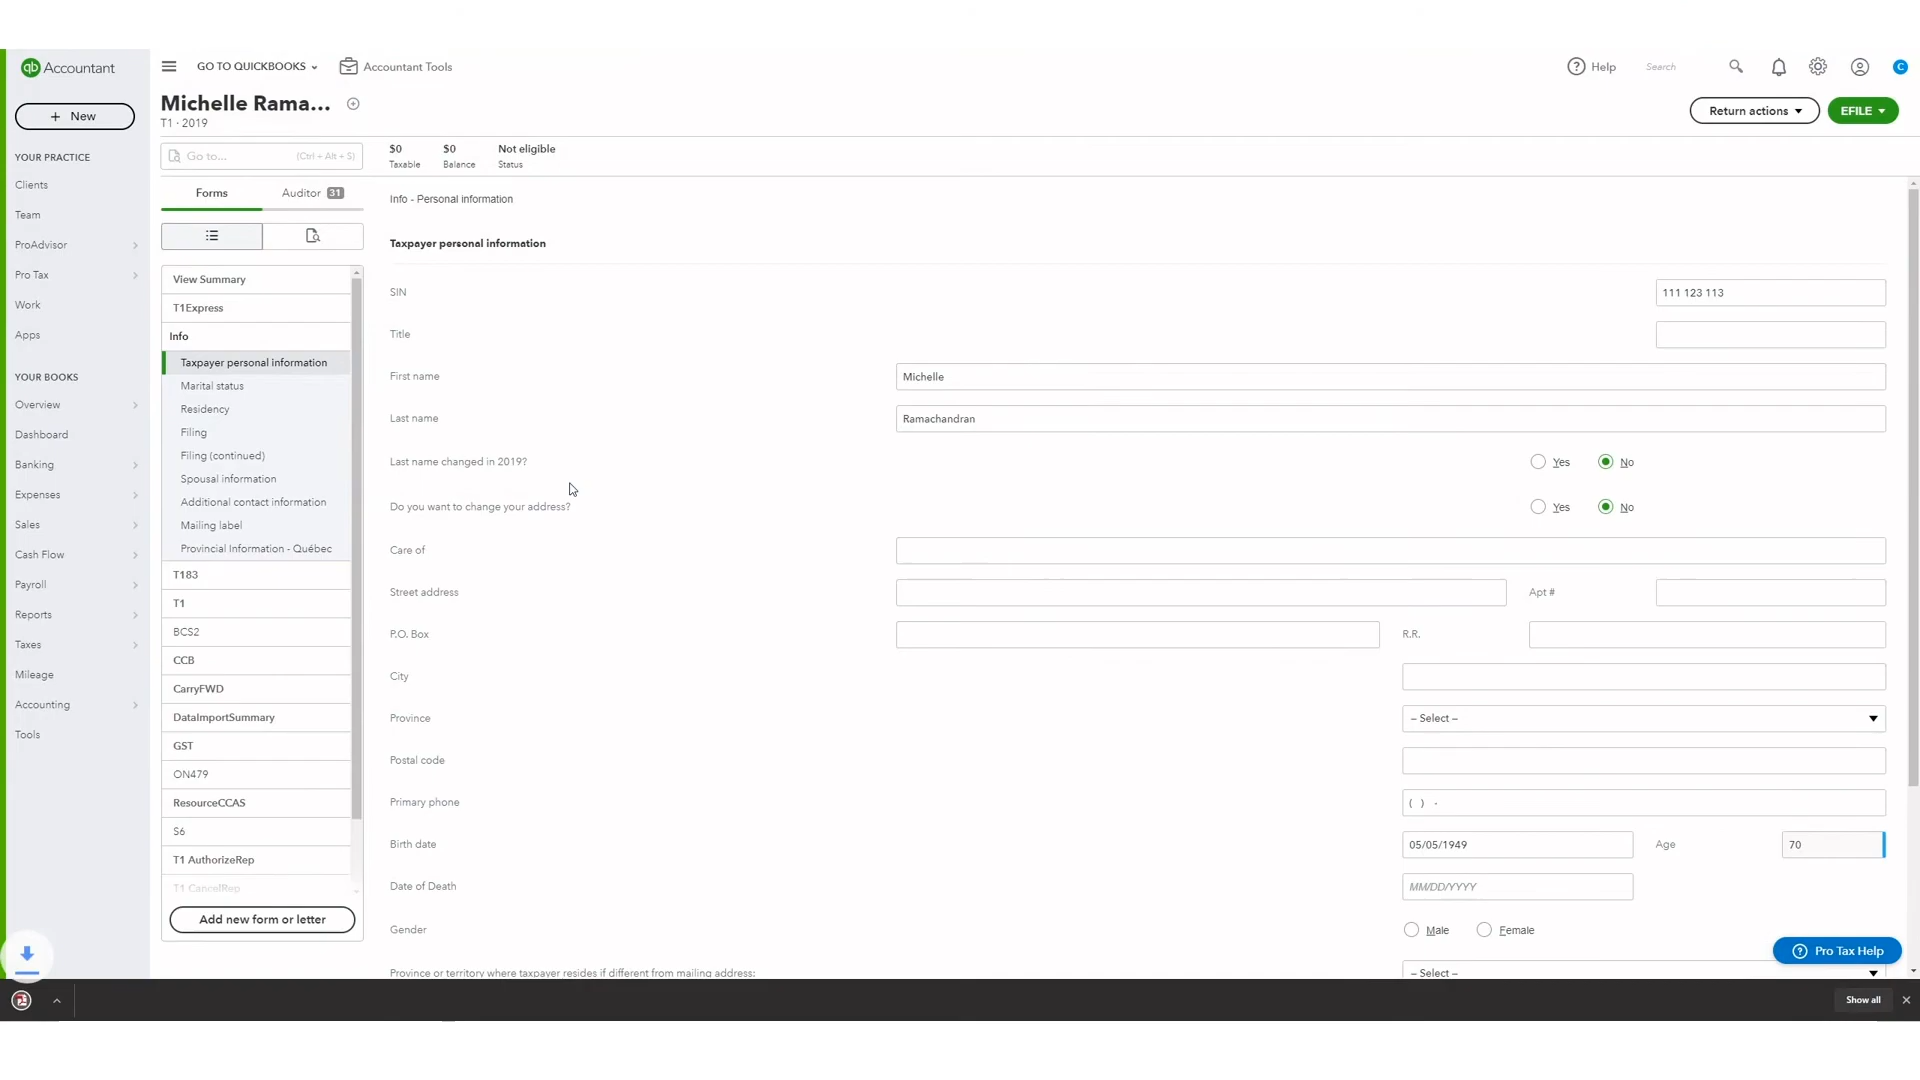 qb Accountant
GO TO QUICKBOOKS
Accountant Tools
Help
Search
C
New
Michelle Rama...
T1 - 2019
Return actions
EFILE
Go to... (Ctrl + Alt + S)
$0
Taxable
$0
Balance
Not eligible
Status
YOUR PRACTICE
Clients
Team
ProAdvisor
Pro Tax
Work
Apps
YOUR BOOKS
Overview
Dashboard
Banking
Expenses
Sales
Cash Flow
Payroll
Reports
Taxes
Mileage
Accounting
Tools
Forms
Auditor 31
View Summary
T1Express
Info
Taxpayer personal information
Marital status
Residency
Filing
Filing (continued)
Spousal information
Additional contact information
Mailing label
Provincial Information - Québec
T183
T1
BCS2
CCB
CarryFWD
DataImportSummary
GST
ON479
ResourceCCAS
S6
T1 AuthorizeRep
T1 CancelRep
Add new form or letter
Info - Personal information
Taxpayer personal information
SIN 111 123 113
Title
First name Michelle
Last name Ramachandran
Last name changed in 2019? Yes No
Do you want to change your address? Yes No
Care of
Street address Apt #
P.O. Box R.R.
City
Province – Select –
Postal code
Primary phone ( ) -
Birth date 05/05/1949 Age 70
Date of Death MM/DD/YYYY
Gender Male Female
Province or territory where taxpayer resides if different from mailing address: – Select –
Pro Tax Help
Show all